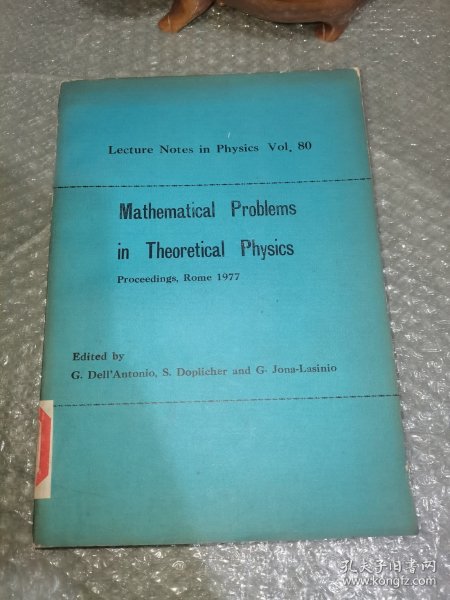 Lecture Notes in Physics Vol. 80
Mathematical Problems
in Theoretical Physics
Proceedings, Rome 1977
Edited by
G. Dell'Antonio, S. Doplicher and G. Jona-Lasinio
孔夫子旧书网
www.kongfz.com